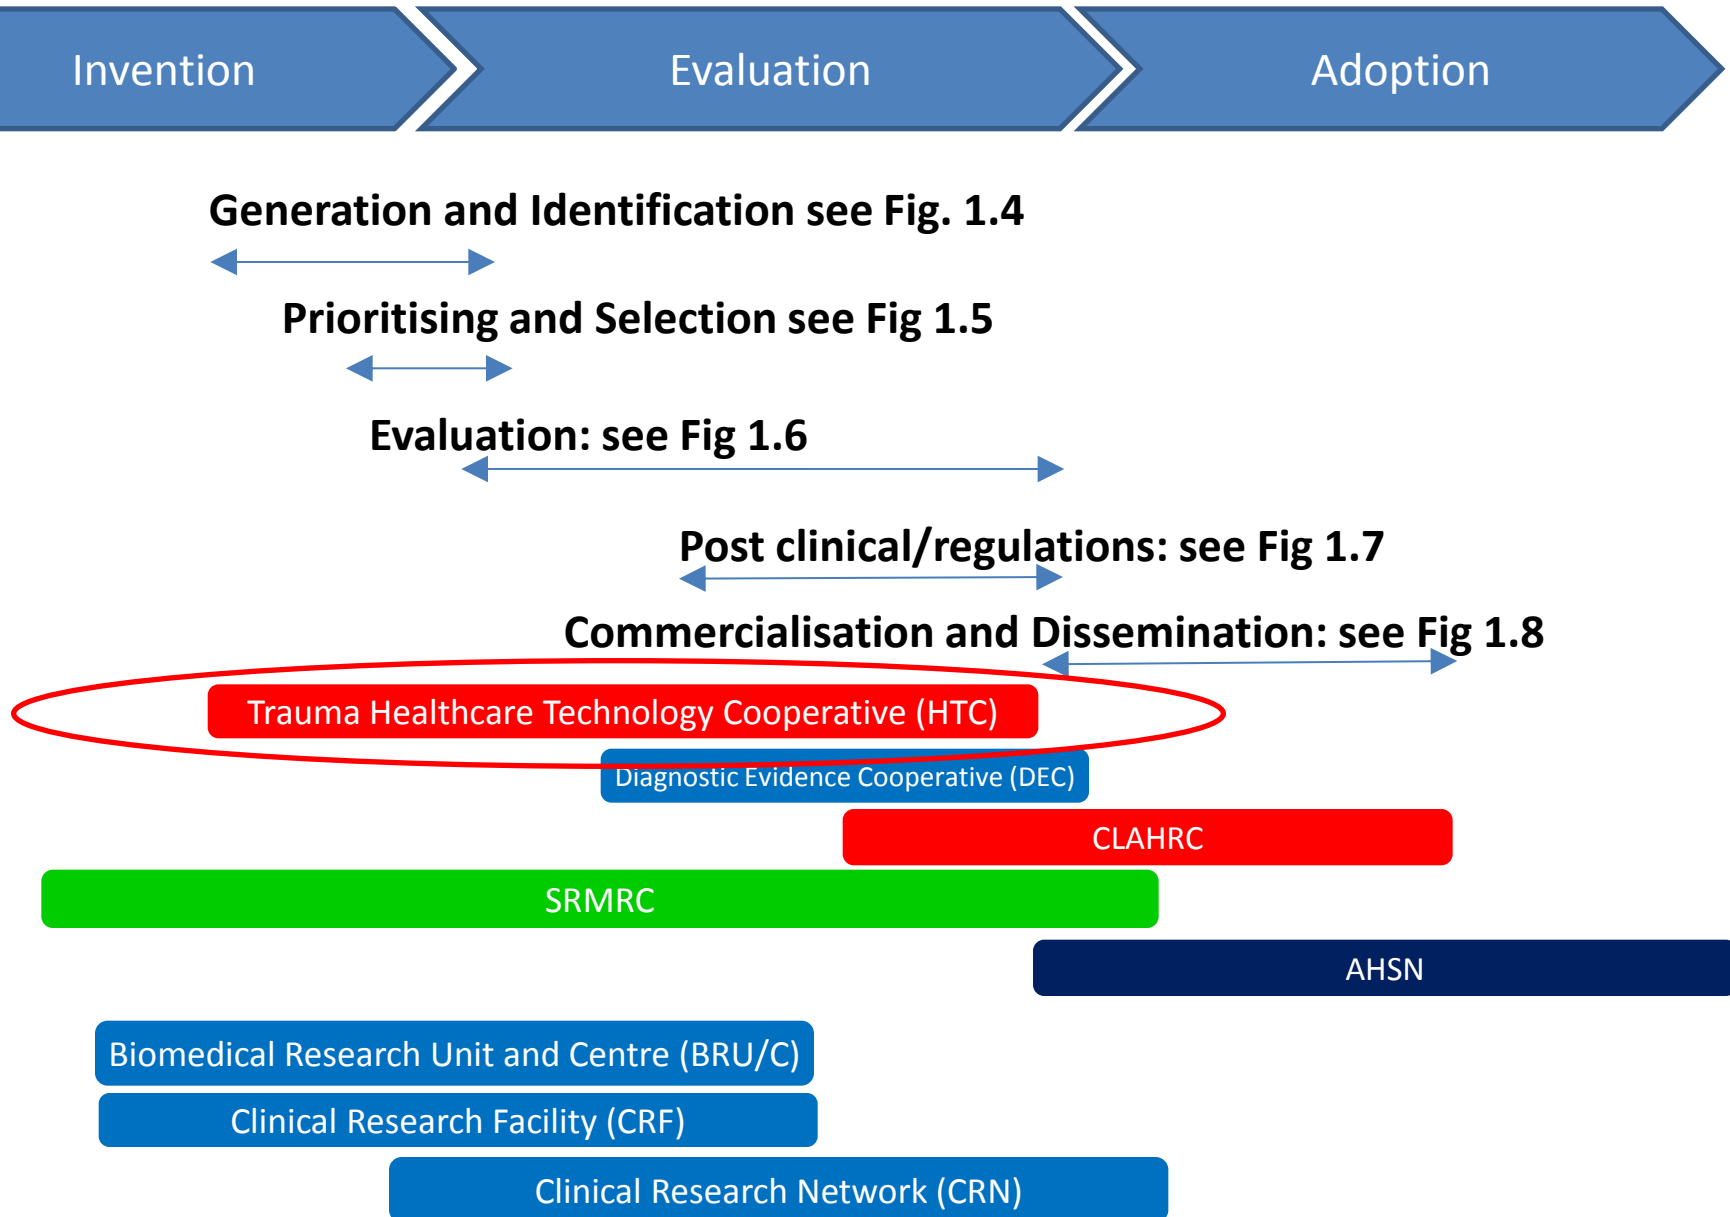 Invention
Evaluation
Adoption
Generation and Identification see Fig. 1.4
Prioritising and Selection see Fig 1.5
Evaluation: see Fig 1.6
Post clinical/regulations: see Fig 1.7
Commercialisation and Dissemination: see Fig 1.8
Trauma Healthcare Technology Cooperative (HTC)
Diagnostic Evidence Cooperative (DEC)
CLAHRC
SRMRC
AHSN
Biomedical Research Unit and Centre (BRU/C)
Clinical Research Facility (CRF)
Clinical Research Network (CRN)